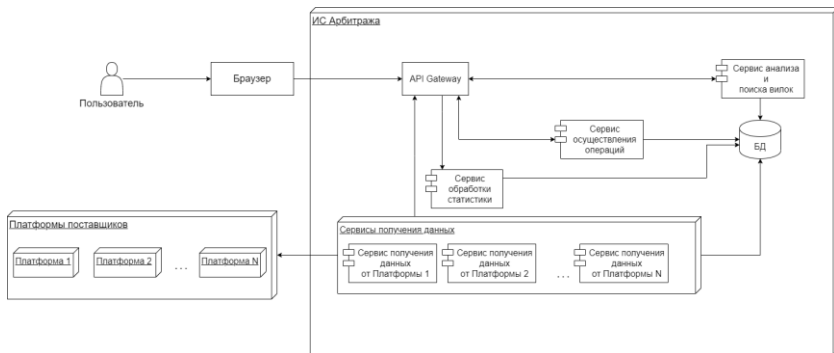 ИС Арбитража
Пользователь
Браузер
API Gateway
Сервис анализа
и
поиска вилок
Сервис
осуществления
операций
БД
Сервис
обработки
статистики
Платформы поставщиков
Платформа 1
Платформа 2
...
Платформа N
Сервисы получения данных
Сервис получения
данных
от Платформы 1
Сервис получения
данных
от Платформы 2
...
Сервис получения
данных
от Платформы N